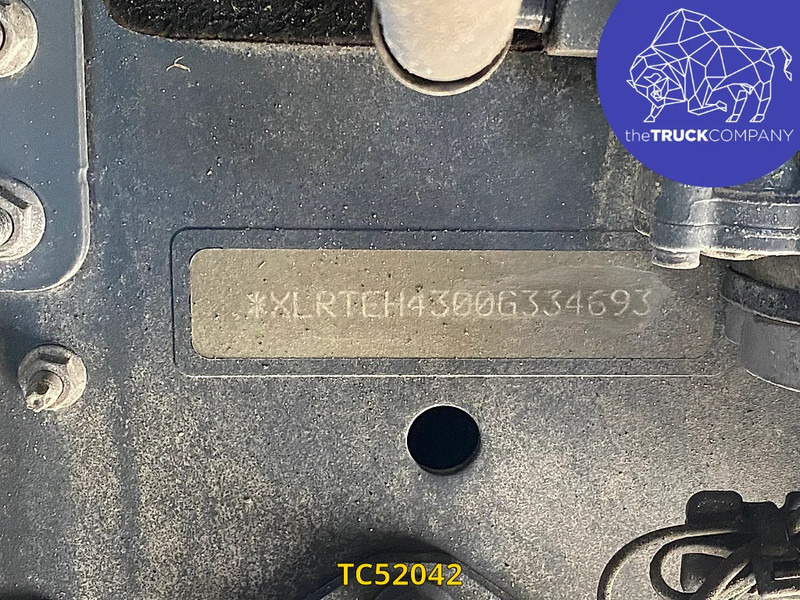 theTRUCKCOMPANY
*XLRTEH4300G334693
TC52042